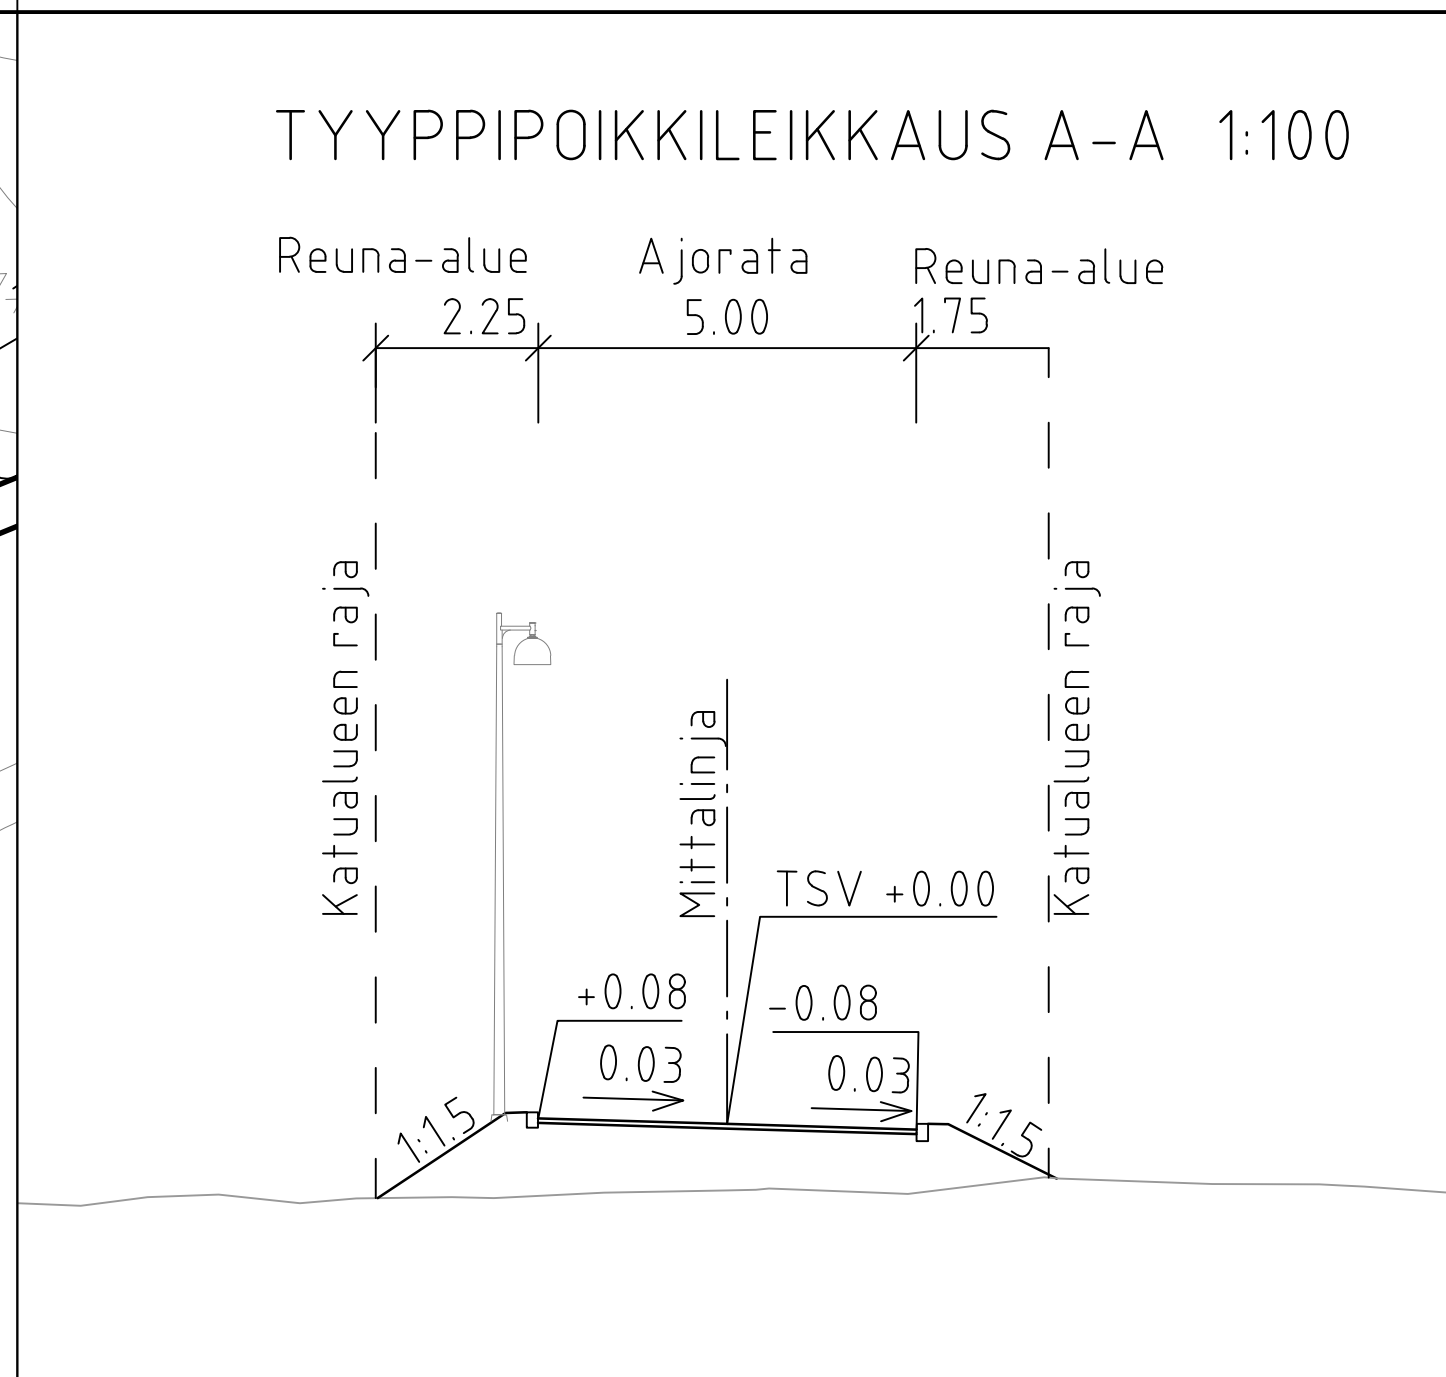 TYYPPIPOIKKILEIKKAUS A-A 1:100
Reuna-alue
Ajorata
Reuna-alue
2.25
5.00
1.75
Katualueen raja
Mittalinja
Katualueen raja
TSV +0.00
+0.08
-0.08
0.03
0.03
1:1.5
1:1.5